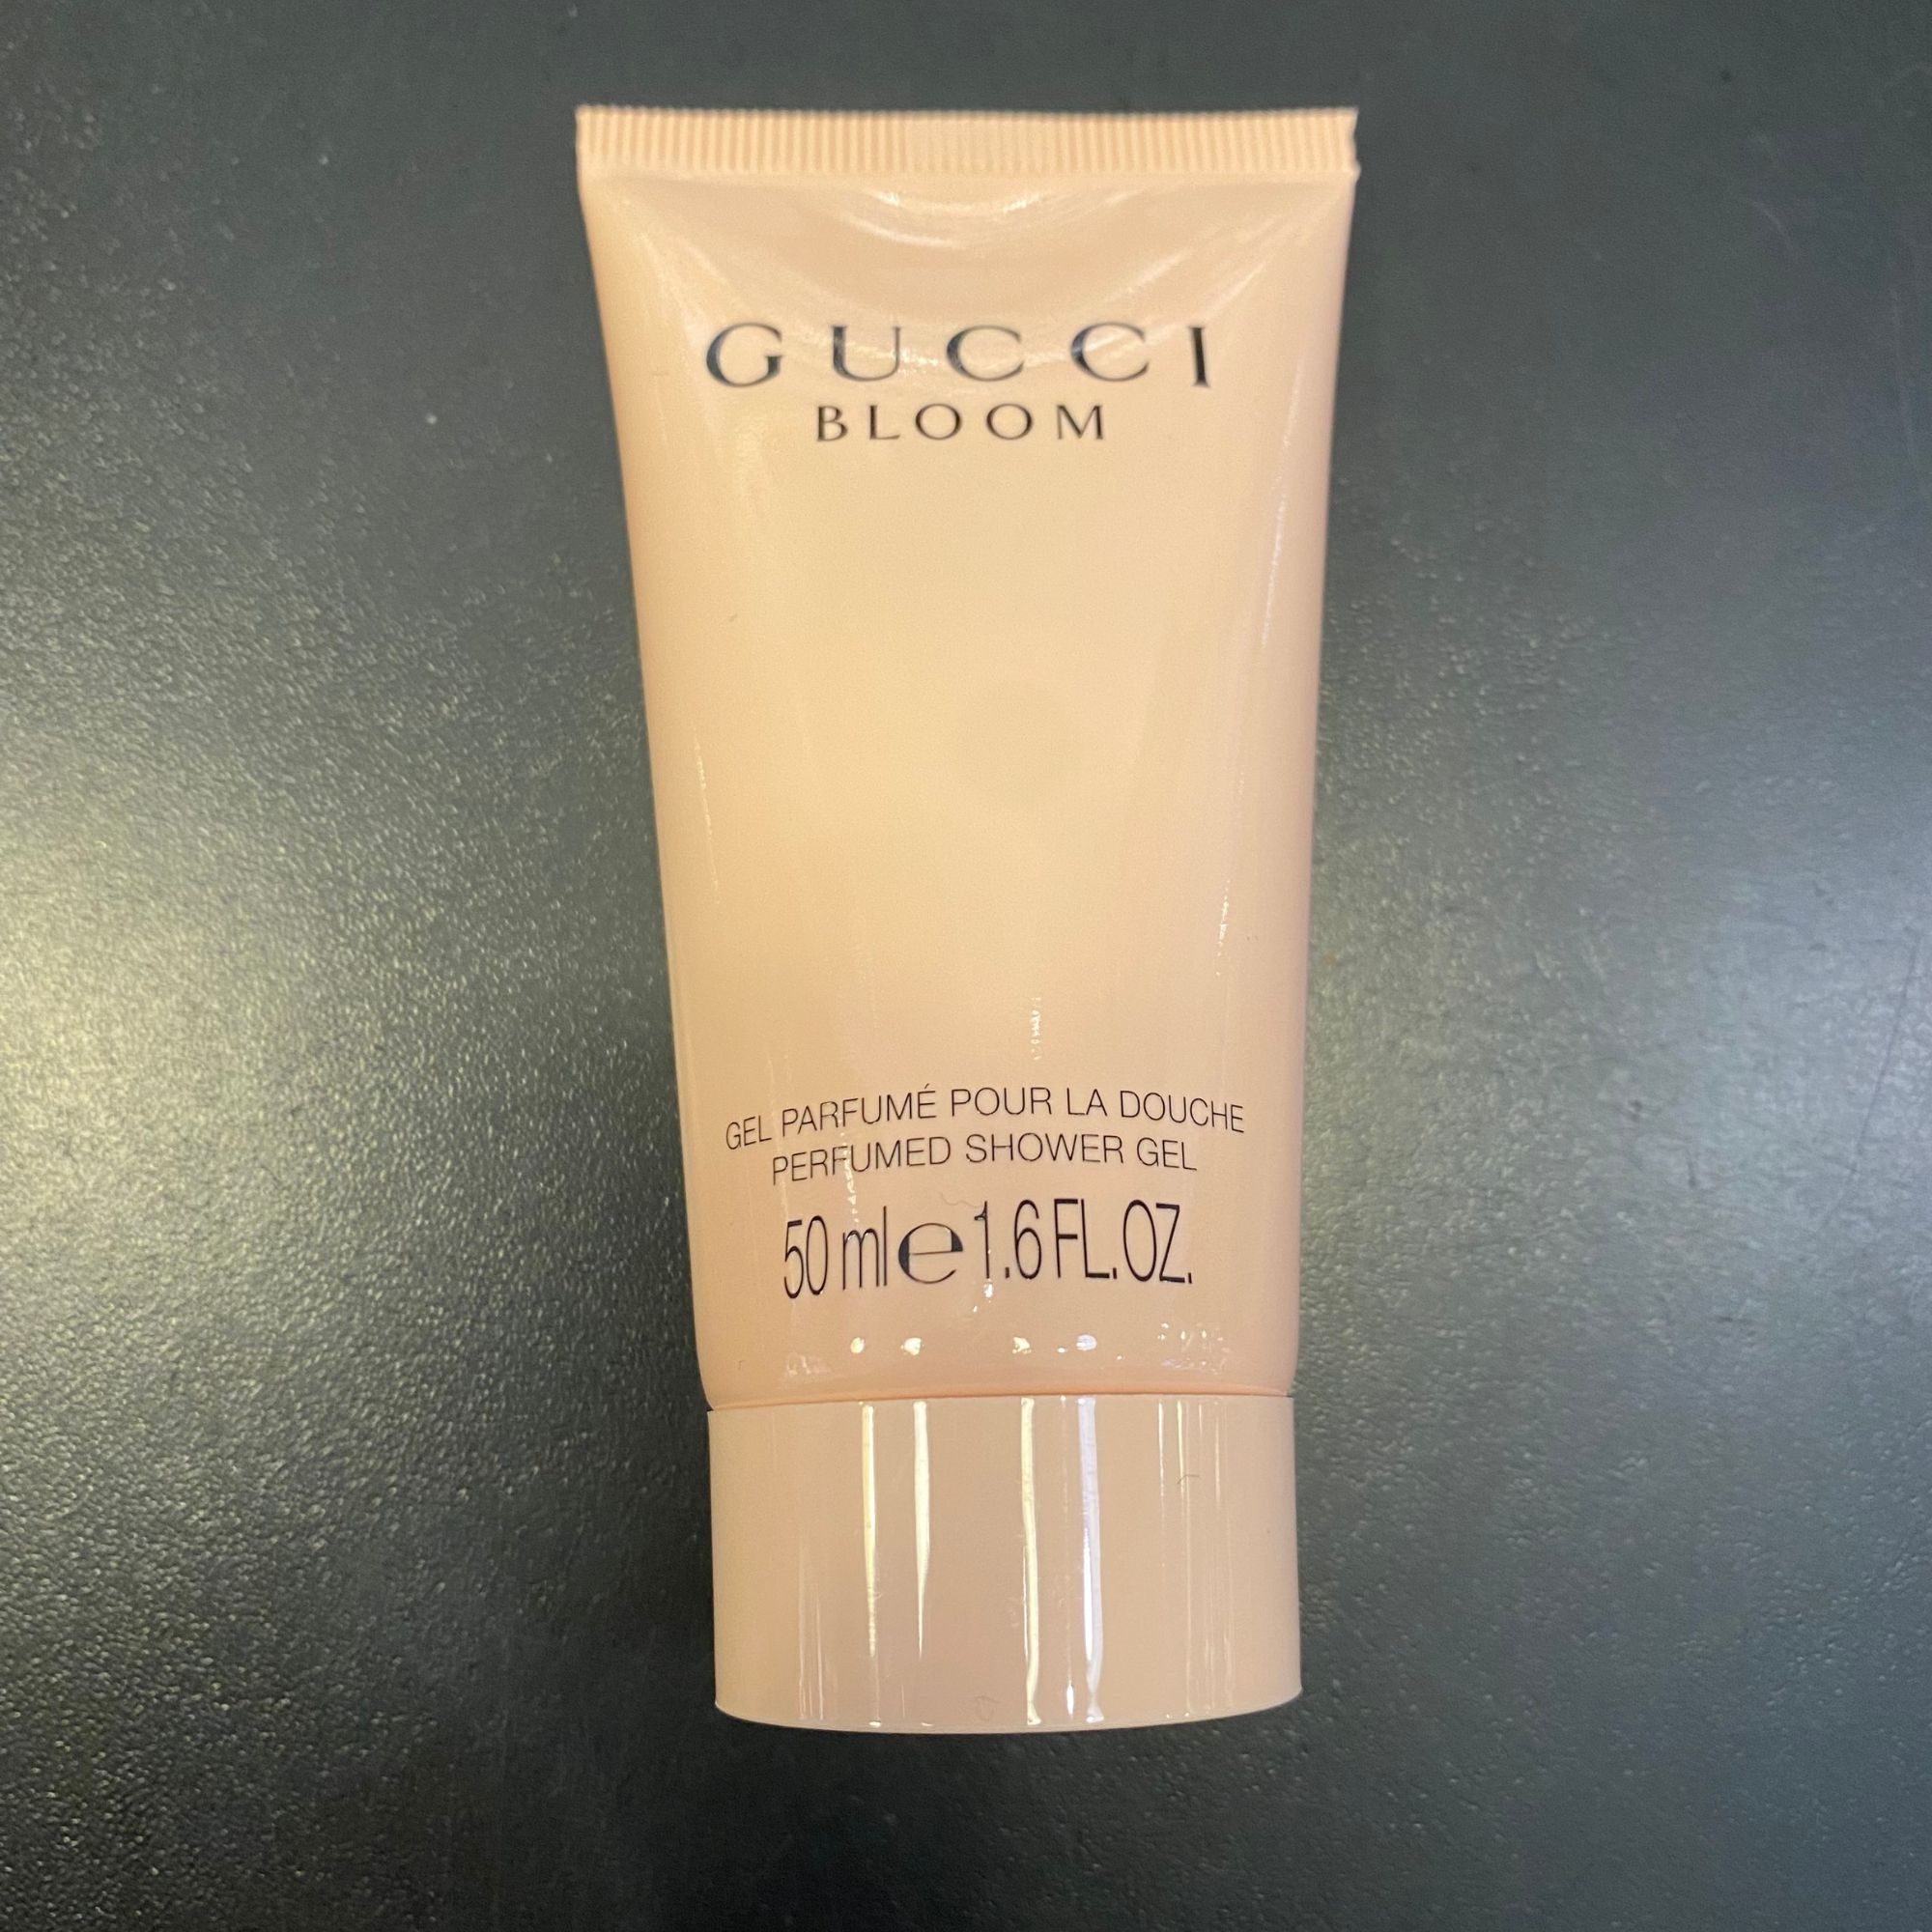 GUCCI
BLOOM
GEL PARFUMÉ POUR LA DOUCHE
PERFUMED SHOWER GEL
50 ml e 1.6 FL.OZ.